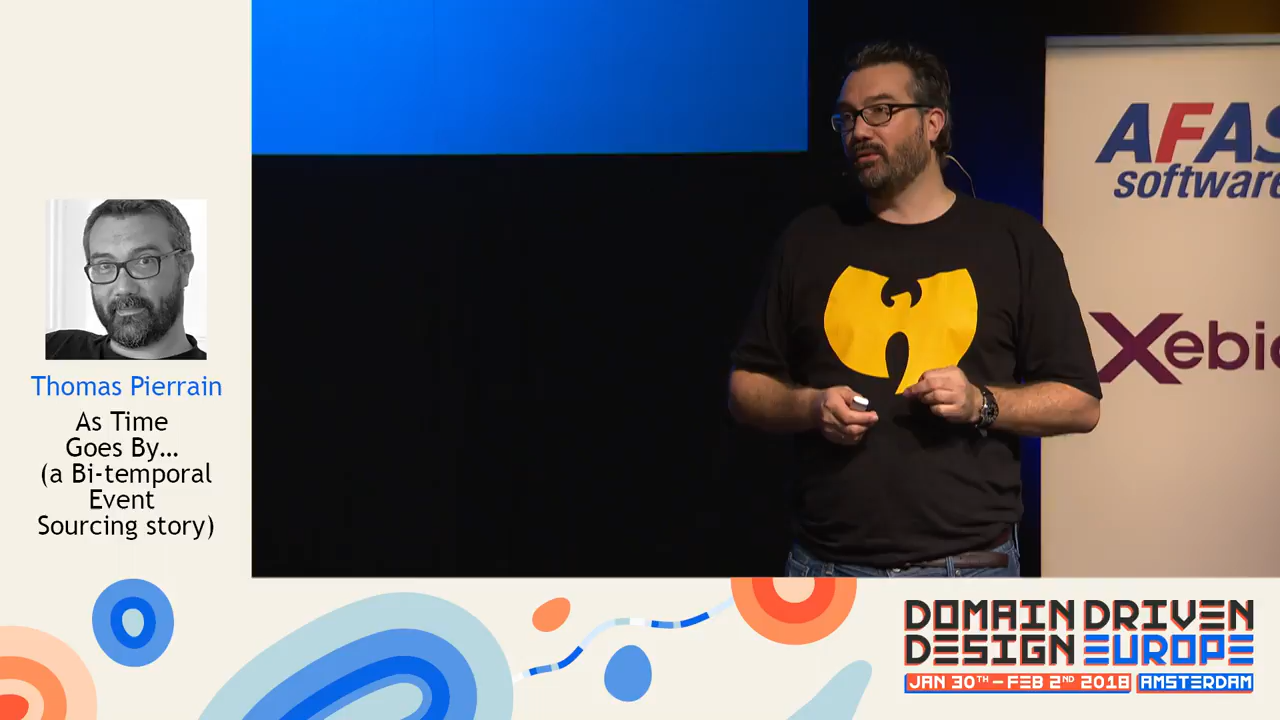 Thomas Pierrain
As Time
Goes By...
(a Bi-temporal
Event
Sourcing story)
AFAS
software
Xebia
DOMAIN DRIVEN
DESIGN EUROPE
JAN 30TH - FEB 2ND 2018 AMSTERDAM